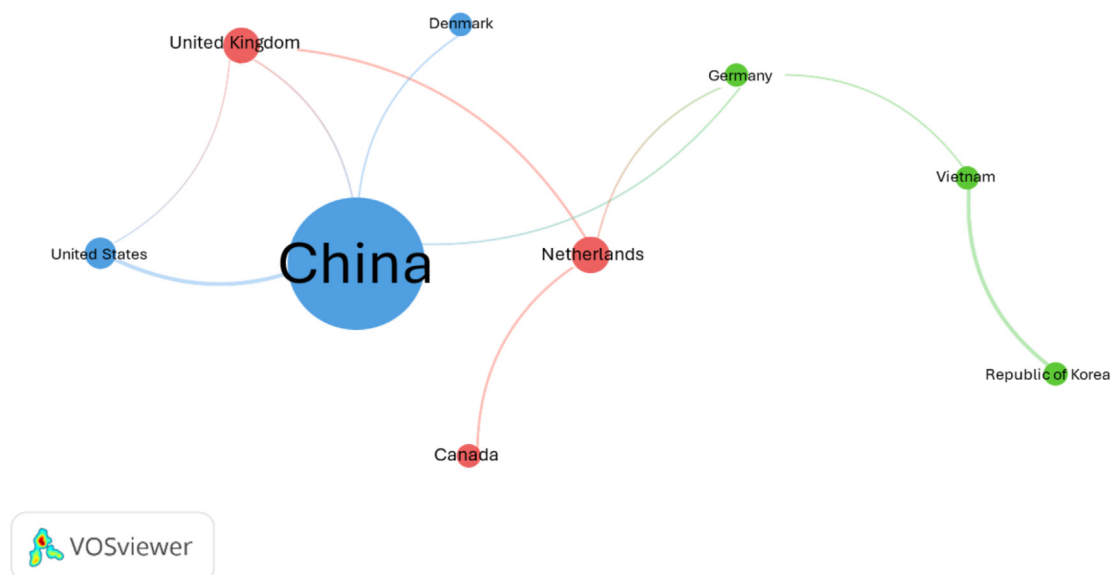 Denmark
United Kingdom
Germany
Vietnam
United States
China
Netherlands
Republic of Korea
Canada
VOSviewer